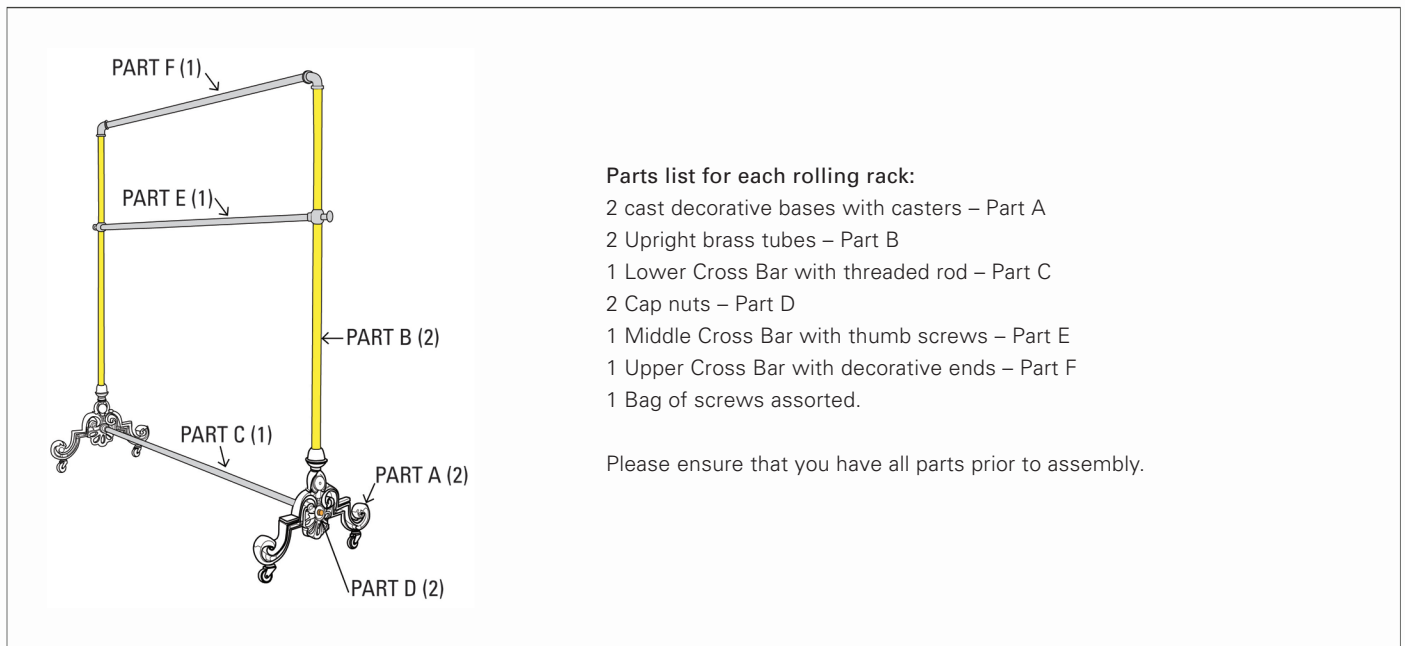 PART F (1)
PART E (1)
PART B (2)
PART C (1)
PART A (2)
PART D (2)
Parts list for each rolling rack:
2 cast decorative bases with casters – Part A
2 Upright brass tubes – Part B
1 Lower Cross Bar with threaded rod – Part C
2 Cap nuts – Part D
1 Middle Cross Bar with thumb screws – Part E
1 Upper Cross Bar with decorative ends – Part F
1 Bag of screws assorted.
Please ensure that you have all parts prior to assembly.